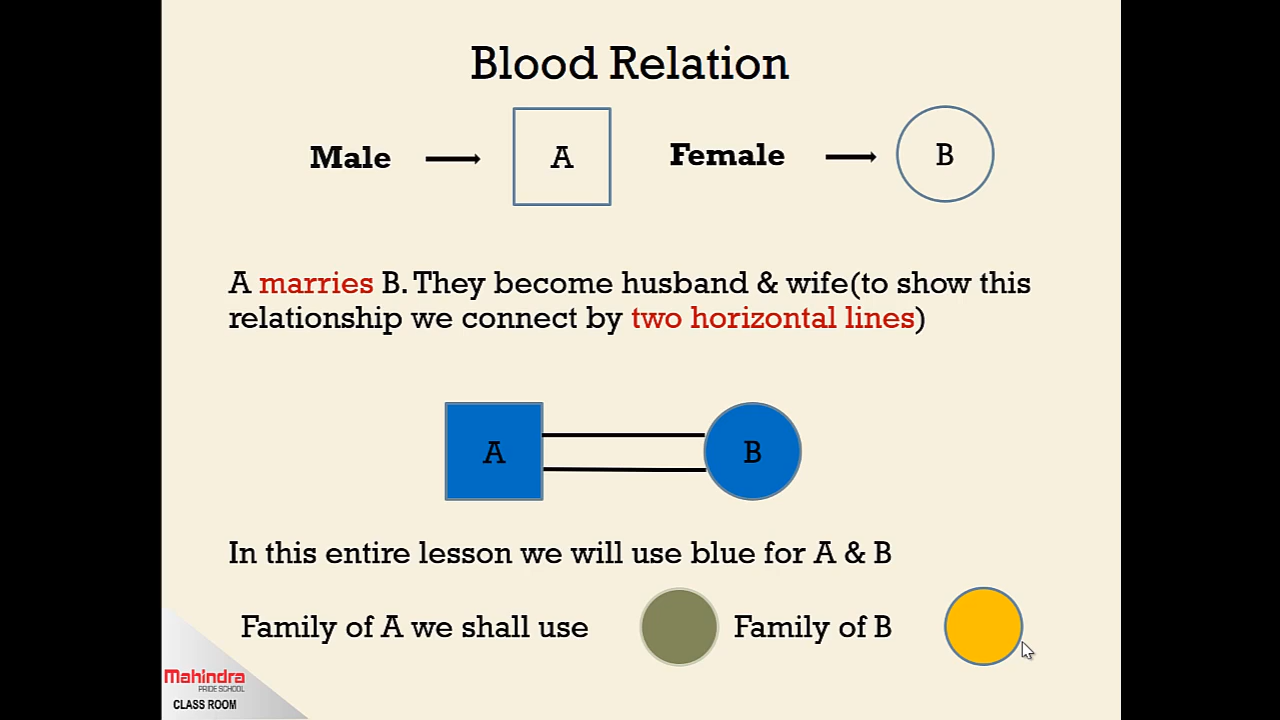 Blood Relation
Male A Female B
A marries B. They become husband & wife(to show this
relationship we connect by two horizontal lines)
A B
In this entire lesson we will use blue for A & B
Family of A we shall use Family of B
Mahindra
PRIDE SCHOOL
CLASS ROOM